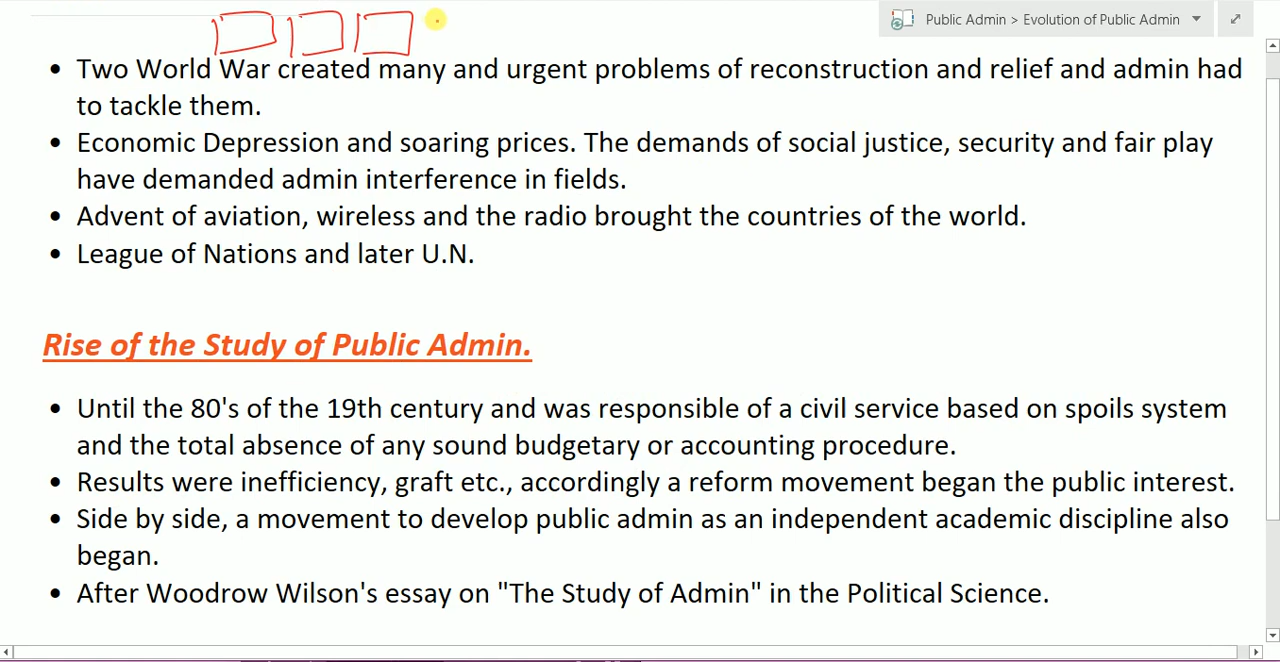 Public Admin > Evolution of Public Admin
• Two World War created many and urgent problems of reconstruction and relief and admin had
to tackle them.
• Economic Depression and soaring prices. The demands of social justice, security and fair play
have demanded admin interference in fields.
• Advent of aviation, wireless and the radio brought the countries of the world.
• League of Nations and later U.N.
Rise of the Study of Public Admin.
• Until the 80's of the 19th century and was responsible of a civil service based on spoils system
and the total absence of any sound budgetary or accounting procedure.
• Results were inefficiency, graft etc., accordingly a reform movement began the public interest.
• Side by side, a movement to develop public admin as an independent academic discipline also
began.
• After Woodrow Wilson's essay on "The Study of Admin" in the Political Science.